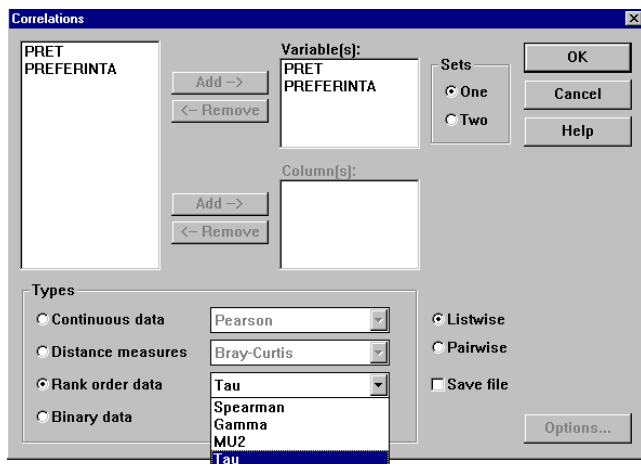 Correlations
PRET
PREFERINTA
Add -->
<-- Remove
Variable(s):
PRET
PREFERINTA
Sets
One
Two
OK
Cancel
Help
Add -->
<-- Remove
Column(s):
Types
Continuous data
Pearson
Distance measures
Bray-Curtis
Rank order data
Tau
Binary data
Spearman
Gamma
MU2
Tau
Listwise
Pairwise
Save file
Options...